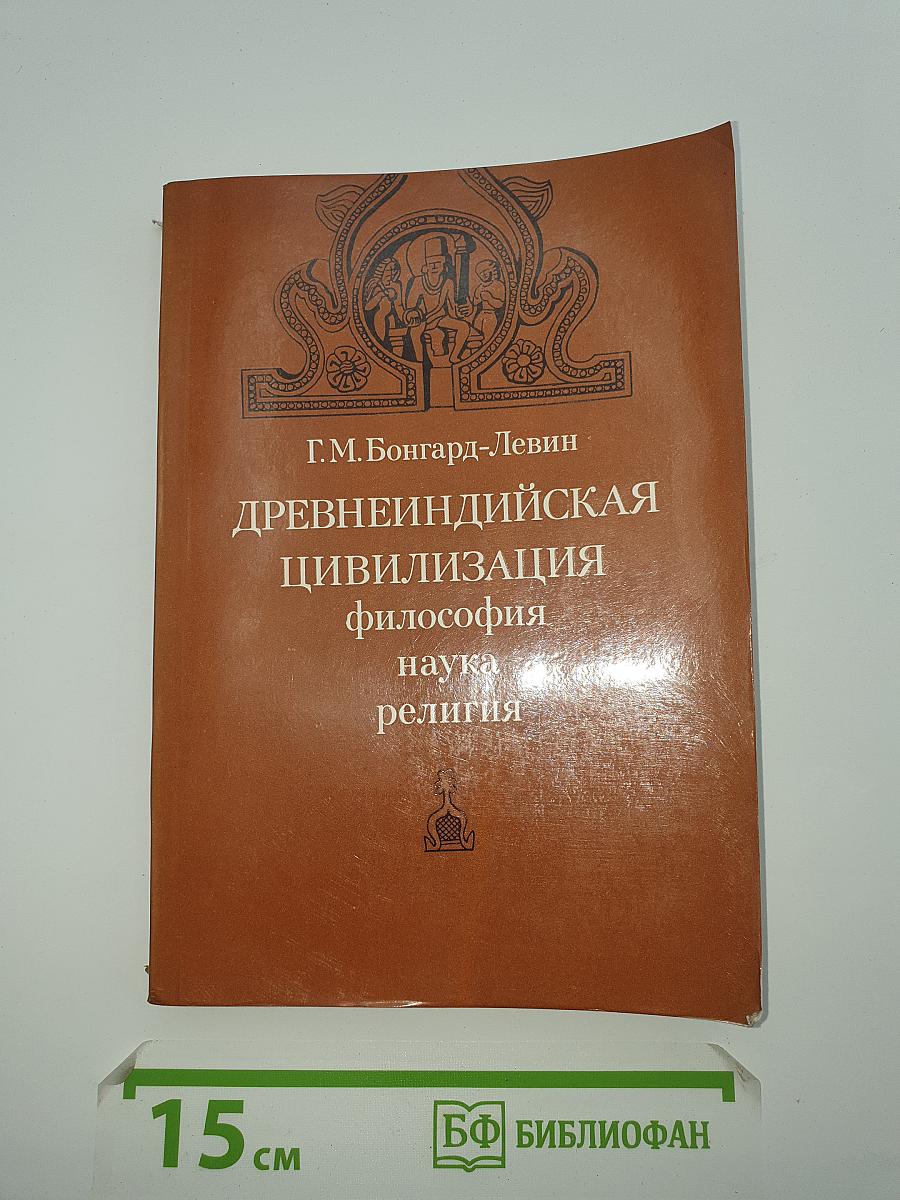 Г. М. Бонгард-Левин
ДРЕВНЕИНДИЙСКАЯ
ЦИВИЛИЗАЦИЯ
философия
наука
религия
15 см
БФ БИБЛИОФАН